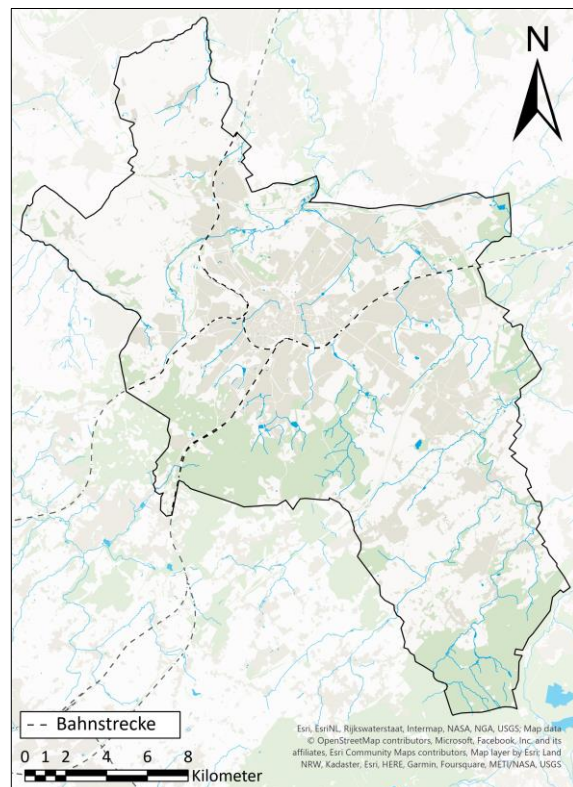 N
-- Bahnstrecke
0 1 2 4 6 8
Kilometer
Esri, EsriNL, Rijkswaterstaat, Intermap, NASA, NGA, USGS; Map data
© OpenStreetMap contributors, Microsoft, Facebook, Inc. and its
affiliates, Esri Community Maps contributors, Map layer by Esri; Land
NRW, Kadaster, Esri, HERE, Garmin, Foursquare, METI/NASA, USGS